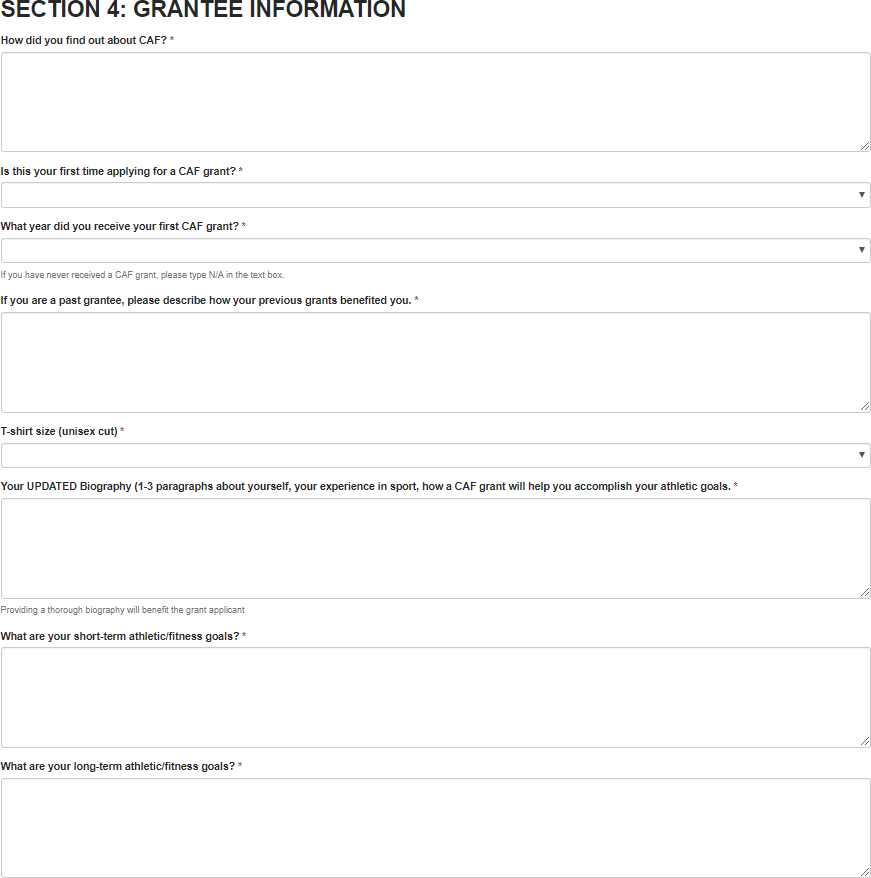 SECTION 4: GRANTEE INFORMATION
How did you find out about CAF? *
Is this your first time applying for a CAF grant? *
What year did you receive your first CAF grant? *
If you have never received a CAF grant, please type N/A in the text box.
If you are a past grantee, please describe how your previous grants benefited you. *
T-shirt size (unisex cut) *
Your UPDATED Biography (1-3 paragraphs about yourself, your experience in sport, how a CAF grant will help you accomplish your athletic goals. *
Providing a thorough biography will benefit the grant applicant
What are your short-term athletic/fitness goals? *
What are your long-term athletic/fitness goals? *